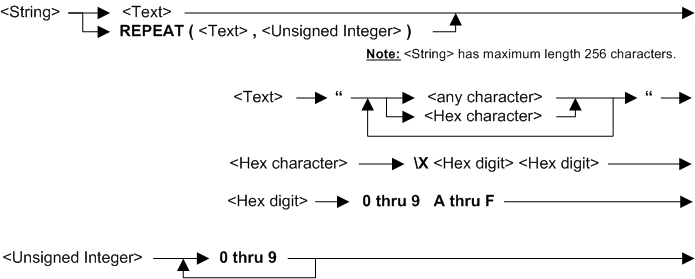 <String> <Text>
REPEAT ( <Text> , <Unsigned Integer> )
Note: <String> has maximum length 256 characters.
<Text> “ <any character> “
<Hex character>
<Hex character> \X <Hex digit> <Hex digit>
<Hex digit> 0 thru 9 A thru F
<Unsigned Integer> 0 thru 9